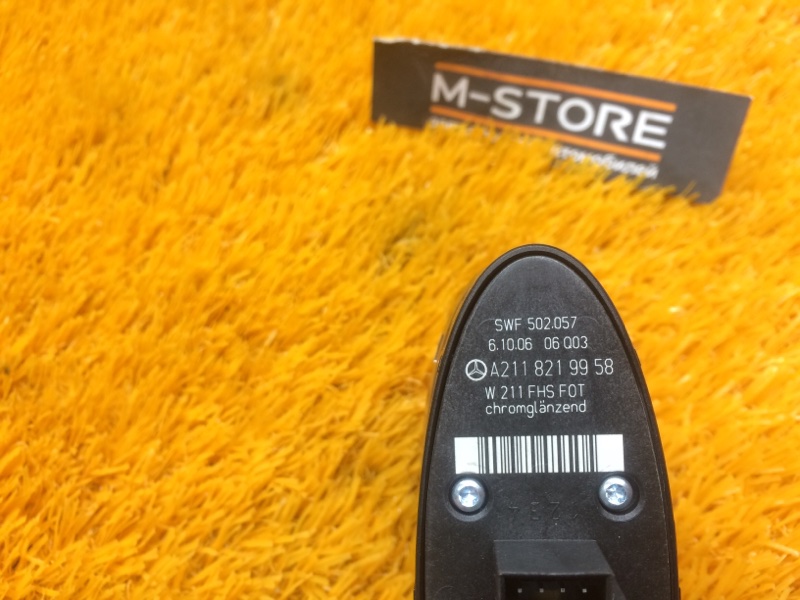 M-STORE
SWF 502.057
6.10.06 06 Q03
A211 821 99 58
W 211 FHS FOT
chromglänzend